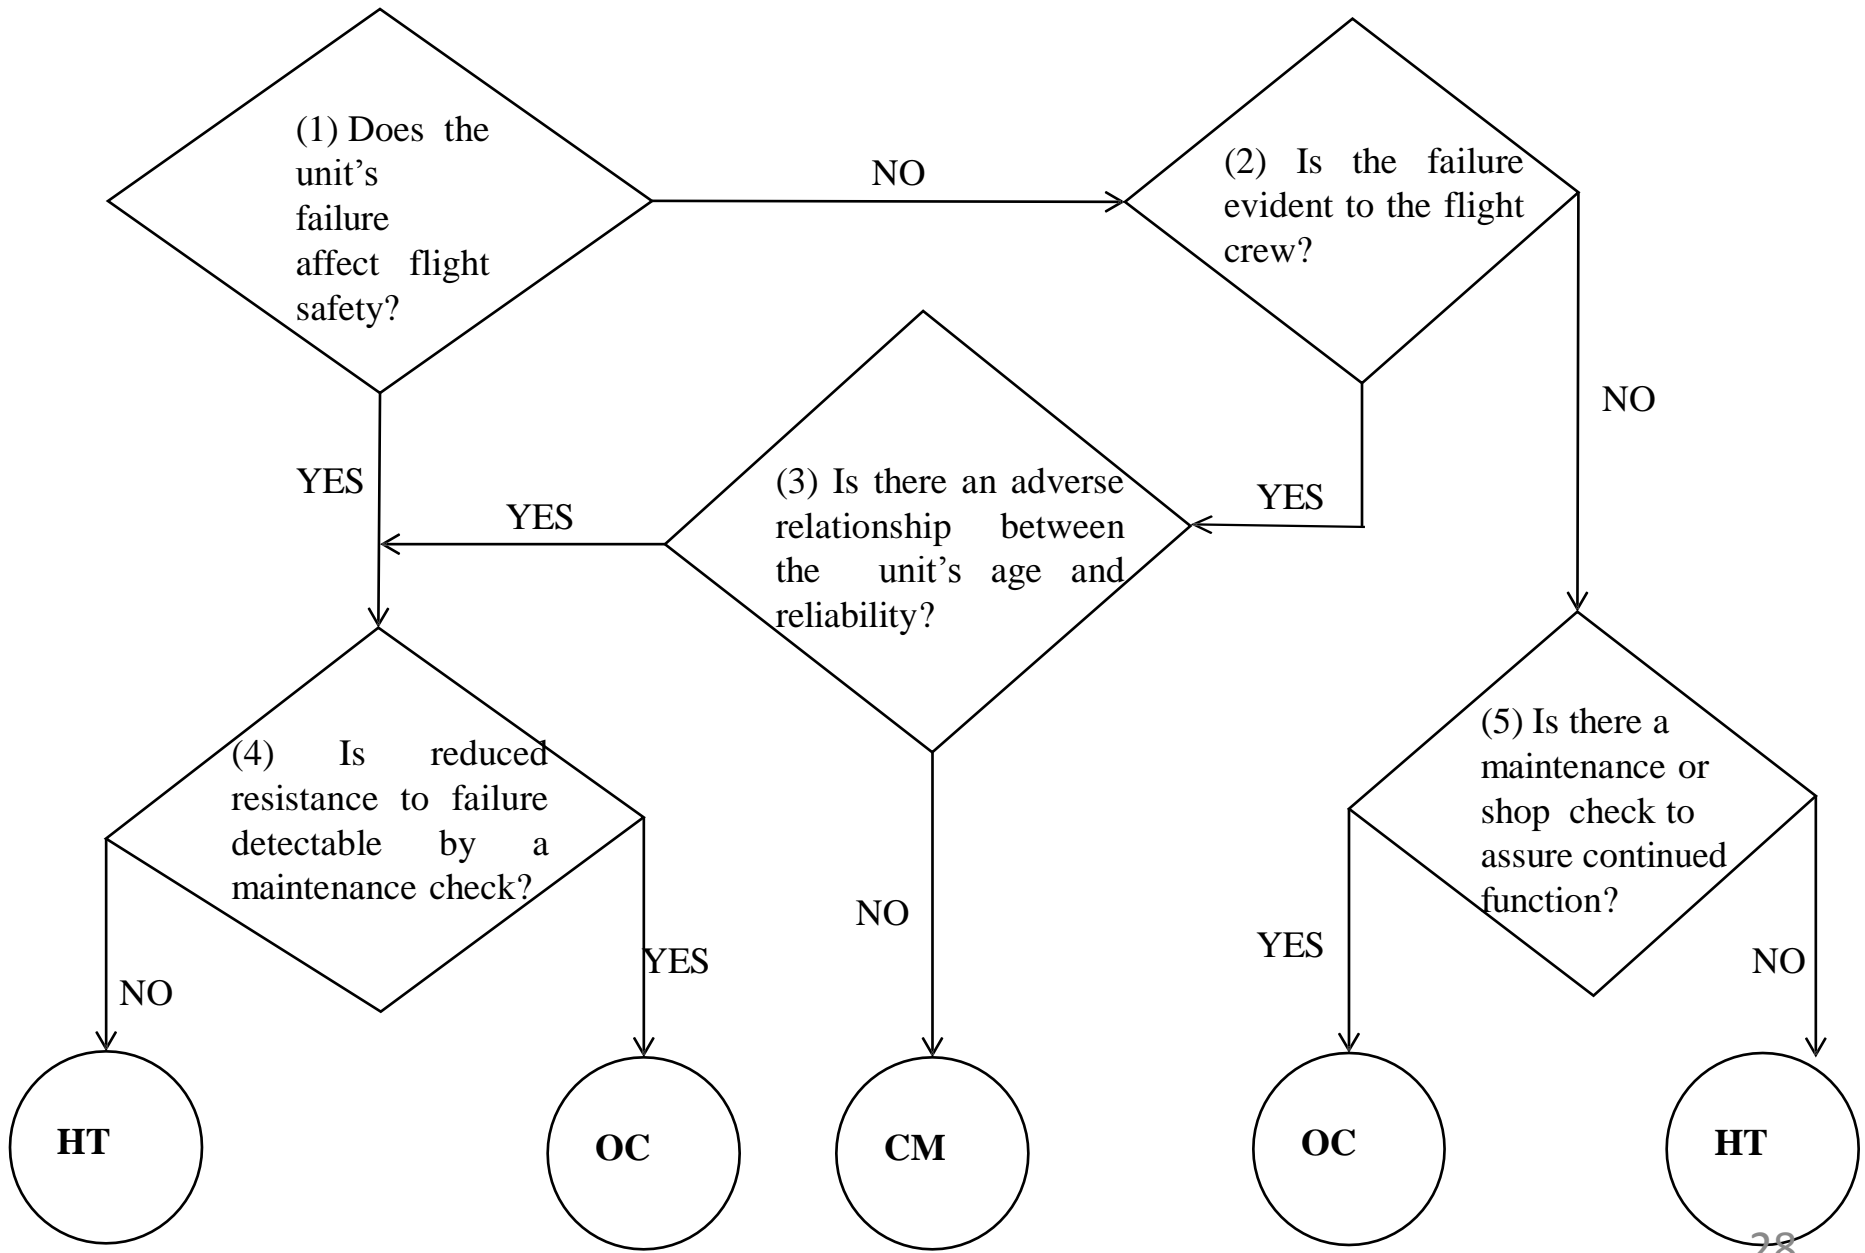 (1) Does the
unit’s
failure
affect flight
safety?
NO
(2) Is the failure
evident to the flight
crew?
NO
YES
YES
(3) Is there an adverse
relationship between
the unit’s age and
reliability?
YES
(4) Is reduced
resistance to failure
detectable by a
maintenance check?
(5) Is there a
maintenance or
shop check to
assure continued
function?
NO
YES
NO
YES
NO
HT
OC
CM
OC
HT
28